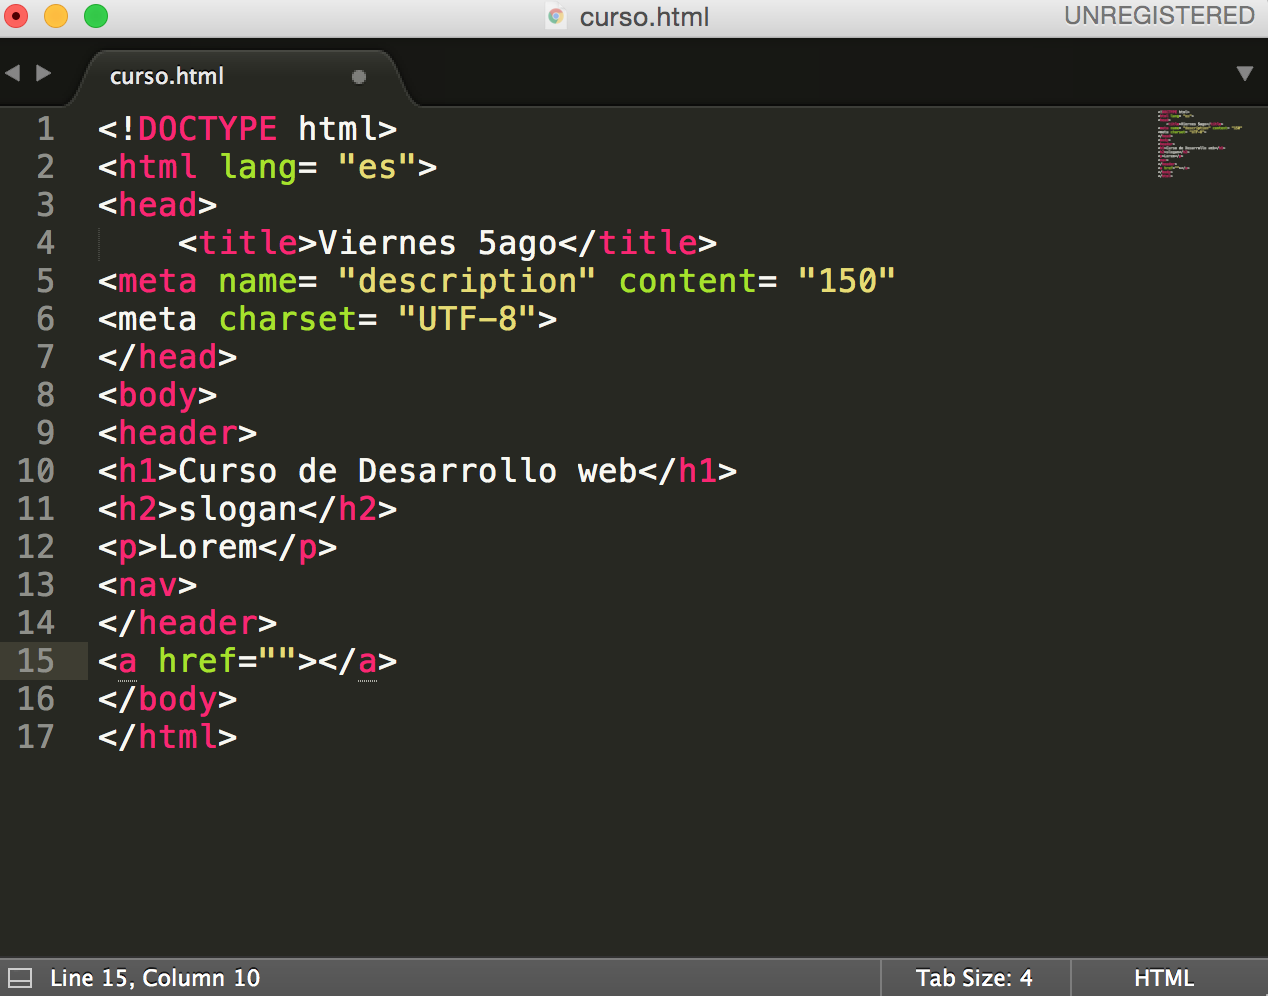 curso.html
UNREGISTERED
curso.html
1 <!DOCTYPE html>
2 <html lang= "es">
3 <head>
4     <title>Viernes 5ago</title>
5 <meta name= "description" content= "150"
6 <meta charset= "UTF-8">
7 </head>
8 <body>
9 <header>
10 <h1>Curso de Desarrollo web</h1>
11 <h2>slogan</h2>
12 <p>Lorem</p>
13 <nav>
14 </header>
15 <a href=""></a>
16 </body>
17 </html>
Line 15, Column 10
Tab Size: 4
HTML